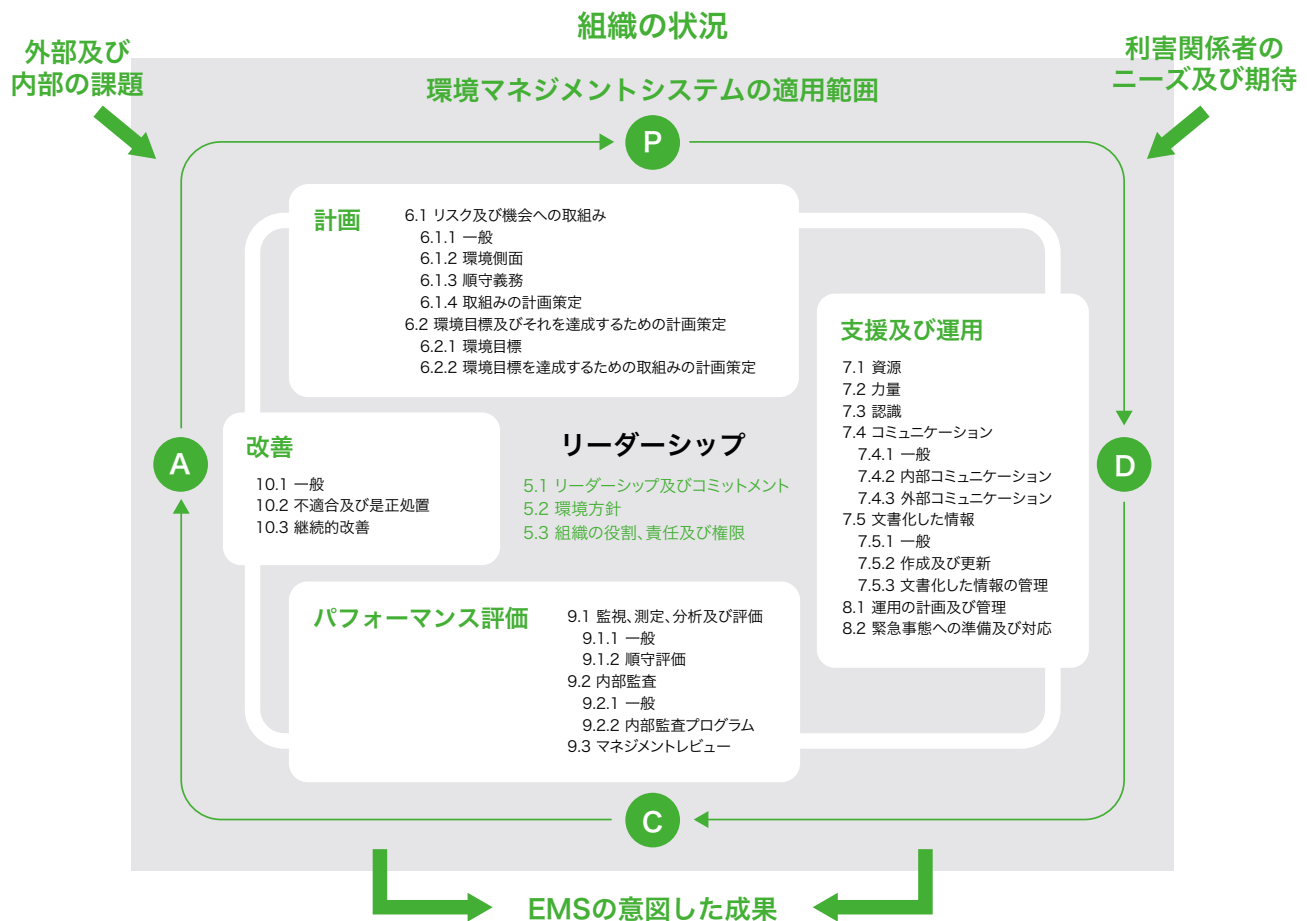 組織の状況
外部及び
内部の課題
利害関係者の
ニーズ及び期待
環境マネジメントシステムの適用範囲
P
計画
6.1 リスク及び機会への取組み
6.1.1 一般
6.1.2 環境側面
6.1.3 順守義務
6.1.4 取組みの計画策定
6.2 環境目標及びそれを達成するための計画策定
6.2.1 環境目標
6.2.2 環境目標を達成するための取組みの計画策定
支援及び運用
7.1 資源
7.2 力量
7.3 認識
7.4 コミュニケーション
7.4.1 一般
7.4.2 内部コミュニケーション
7.4.3 外部コミュニケーション
7.5 文書化した情報
7.5.1 一般
7.5.2 作成及び更新
7.5.3 文書化した情報の管理
8.1 運用の計画及び管理
8.2 緊急事態への準備及び対応
D
A
改善
10.1 一般
10.2 不適合及び是正処置
10.3 継続的改善
リーダーシップ
5.1 リーダーシップ及びコミットメント
5.2 環境方針
5.3 組織の役割、責任及び権限
パフォーマンス評価
9.1 監視、測定、分析及び評価
9.1.1 一般
9.1.2 順守評価
9.2 内部監査
9.2.1 一般
9.2.2 内部監査プログラム
9.3 マネジメントレビュー
C
EMSの意図した成果